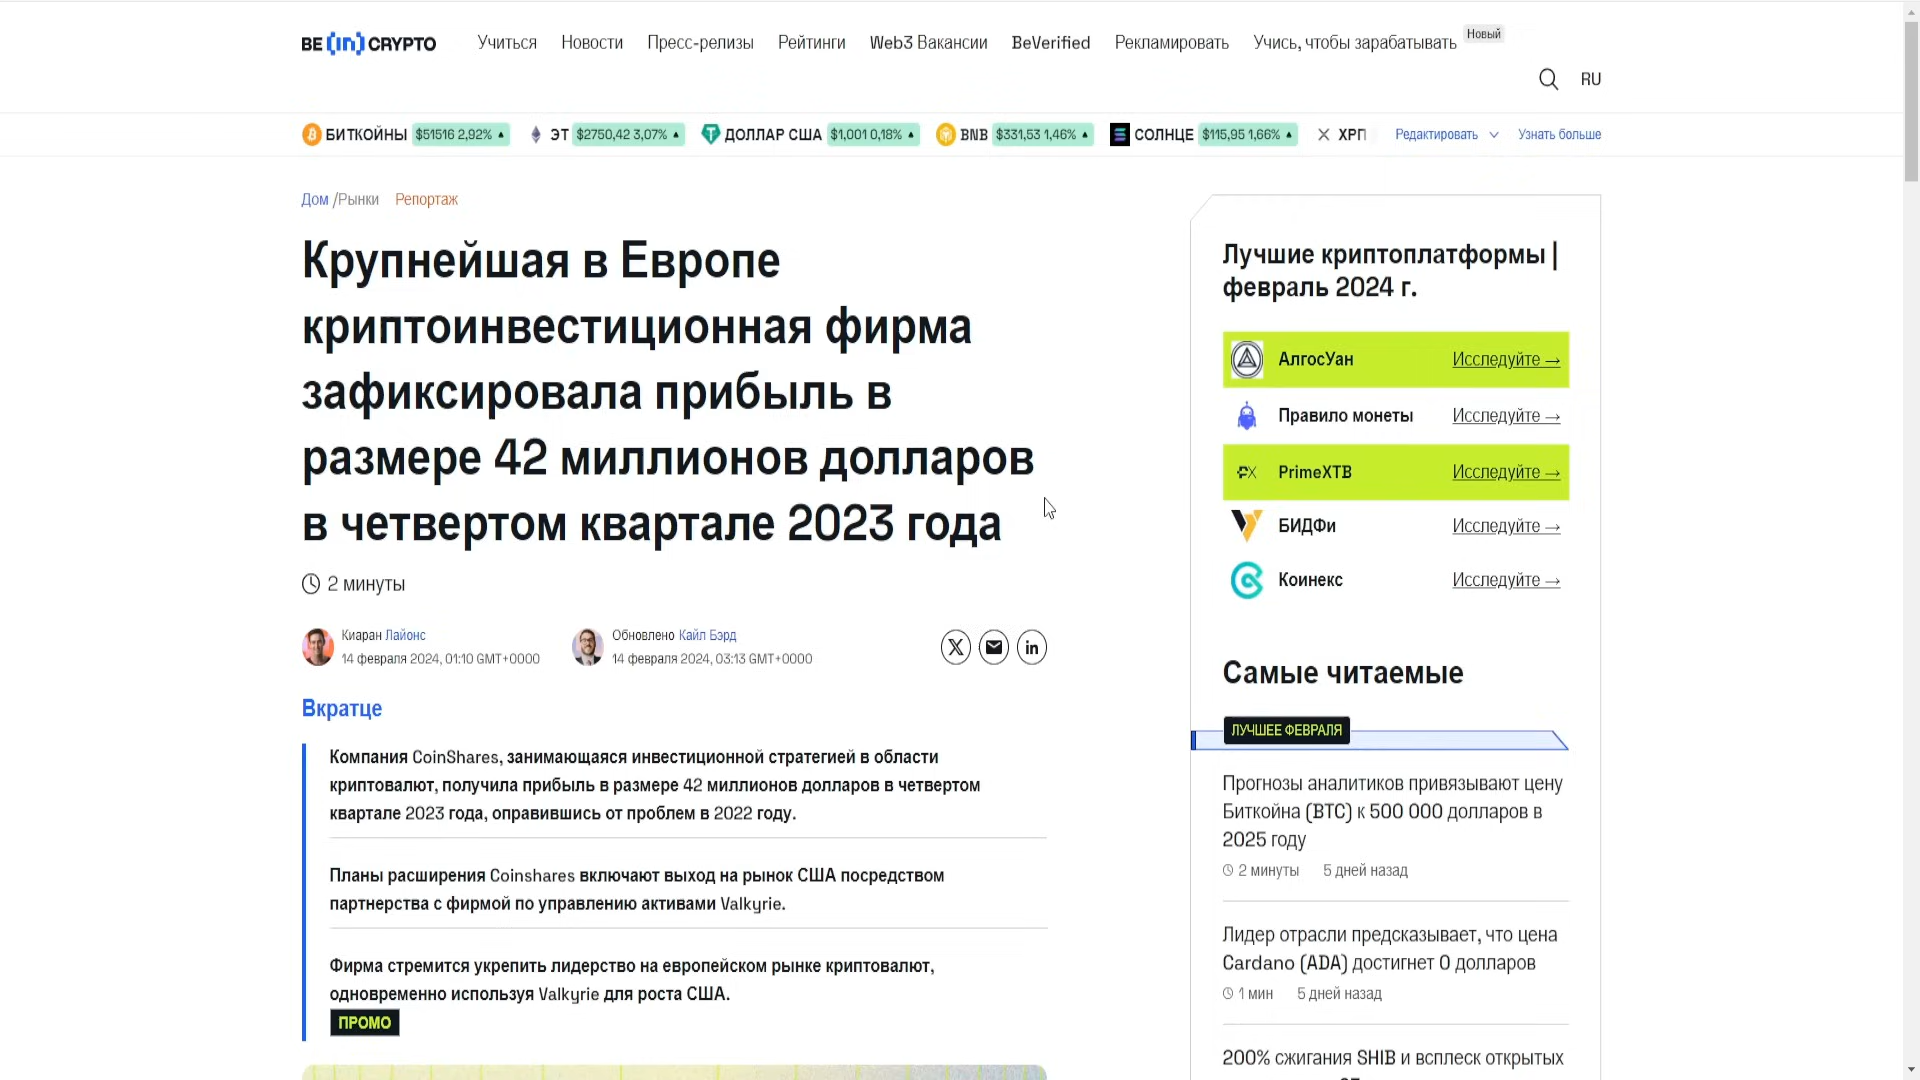 BE[in]CRYPTO
Учиться Новости Пресс-релизы Рейтинги Web3 Вакансии BeVerified Рекламировать Учись, чтобы зарабатывать Новый
RU
БИТКОЙНЫ $51516 2,92% ▲ ЭТ $2750,42 3,07% ▲ ДОЛЛАР США $1,001 0,18% ▲ BNB $331,53 1,46% ▲ СОЛНЦЕ $115,95 1,66% ▲ ХРП Редактировать Узнать больше
Дом /Рынки Репортаж
Крупнейшая в Европе
криптоинвестиционная фирма
зафиксировала прибыль в
размере 42 миллионов долларов
в четвертом квартале 2023 года
2 минуты
Киаран Лайонс
14 февраля 2024, 01:10 GMT+0000
Обновлено Кайл Бэрд
14 февраля 2024, 03:13 GMT+0000
Вкратце
Компания CoinShares, занимающаяся инвестиционной стратегией в области
криптовалют, получила прибыль в размере 42 миллионов долларов в четвертом
квартале 2023 года, оправившись от проблем в 2022 году.
Планы расширения Coinshares включают выход на рынок США посредством
партнерства с фирмой по управлению активами Valkyrie.
Фирма стремится укрепить лидерство на европейском рынке криптовалют,
одновременно используя Valkyrie для роста США.
ПРОМО
Лучшие криптоплатформы |
февраль 2024 г.
АлгосУан Исследуйте →
Правило монеты Исследуйте →
PrimeXTB Исследуйте →
БИДФи Исследуйте →
Коинекс Исследуйте →
Самые читаемые
ЛУЧШЕЕ ФЕВРАЛЯ
Прогнозы аналитиков привязывают цену
Биткойна (BTC) к 500 000 долларов в
2025 году
2 минуты 5 дней назад
Лидер отрасли предсказывает, что цена
Cardano (ADA) достигнет 0 долларов
1 мин 5 дней назад
200% сжигания SHIB и всплеск открытых